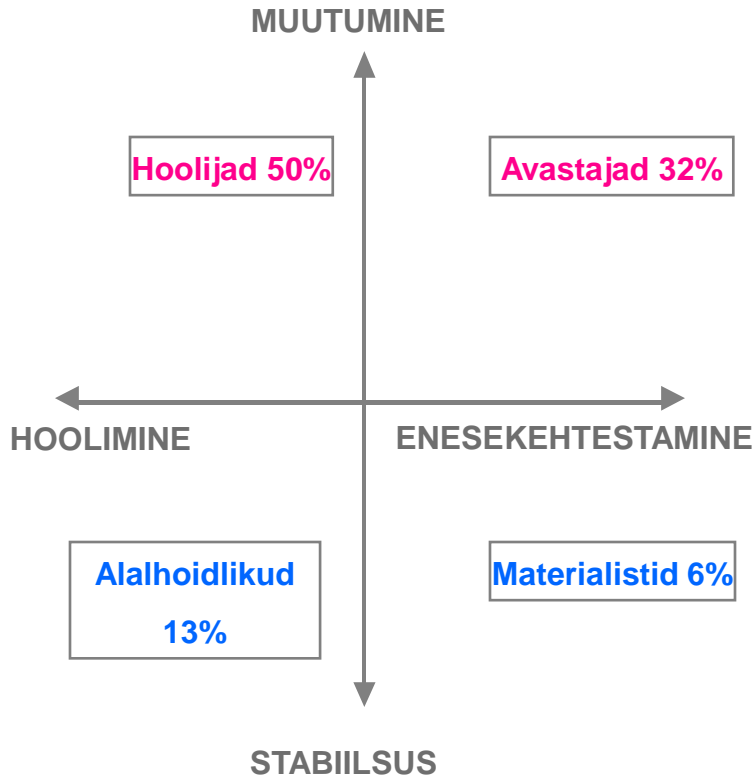 MUUTUMINE
Hoolijad 50%
Avastajad 32%
HOOLIMINE
ENESEKEHTESTAMINE
Alalhoidlikud
13%
Materialistid 6%
STABIILSUS